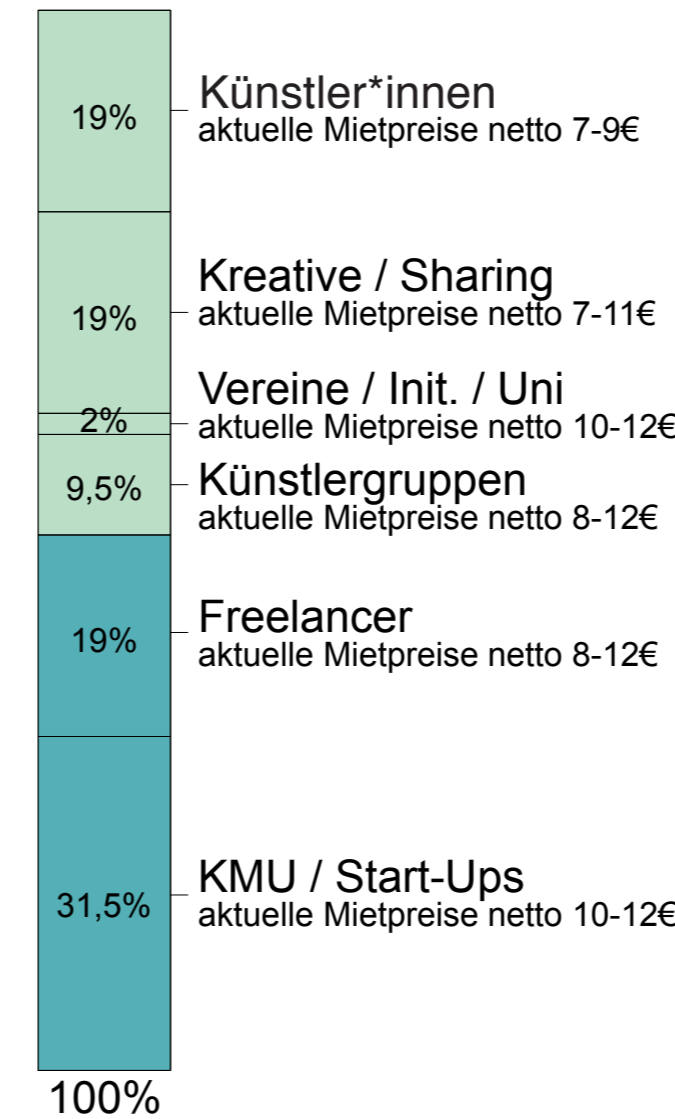 19%
Künstler*innen
aktuelle Mietpreise netto 7-9€
19%
Kreative / Sharing
aktuelle Mietpreise netto 7-11€
2%
Vereine / Init. / Uni
aktuelle Mietpreise netto 10-12€
9,5%
Künstlergruppen
aktuelle Mietpreise netto 8-12€
19%
Freelancer
aktuelle Mietpreise netto 8-12€
31,5%
KMU / Start-Ups
aktuelle Mietpreise netto 10-12€
100%